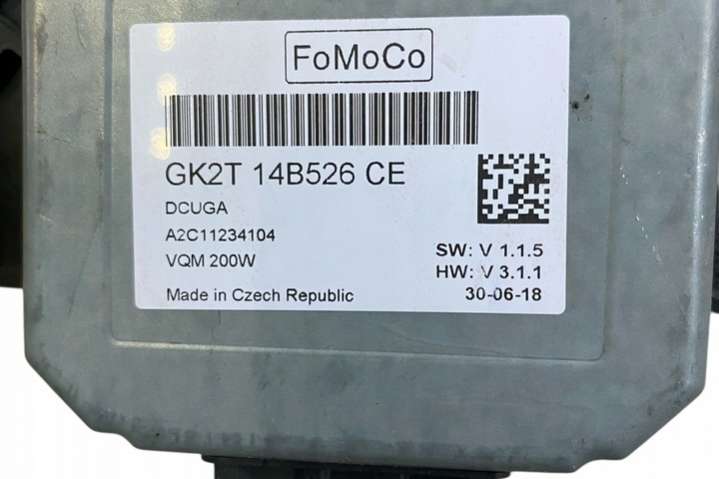 FoMoCo
GK2T 14B526 CE
DCUGA
A2C11234104
VQM 200W
Made in Czech Republic
SW: V 1.1.5
HW: V 3.1.1
30-06-18